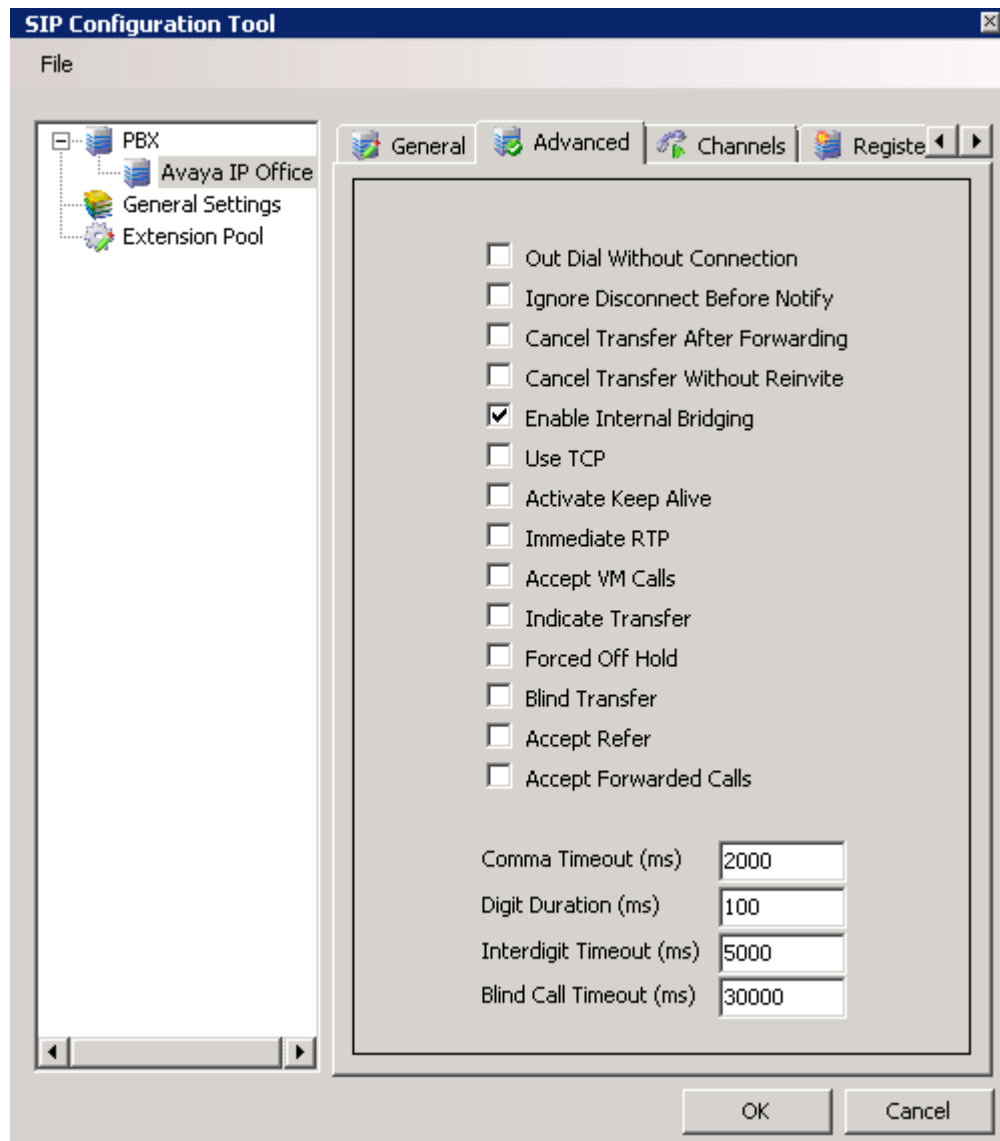 SIP Configuration Tool
File
PBX
Avaya IP Office
General Settings
Extension Pool
General
Advanced
Channels
Registe
Out Dial Without Connection
Ignore Disconnect Before Notify
Cancel Transfer After Forwarding
Cancel Transfer Without Reinvite
Enable Internal Bridging
Use TCP
Activate Keep Alive
Immediate RTP
Accept VM Calls
Indicate Transfer
Forced Off Hold
Blind Transfer
Accept Refer
Accept Forwarded Calls
Comma Timeout (ms) 2000
Digit Duration (ms) 100
Interdigit Timeout (ms) 5000
Blind Call Timeout (ms) 30000
OK
Cancel